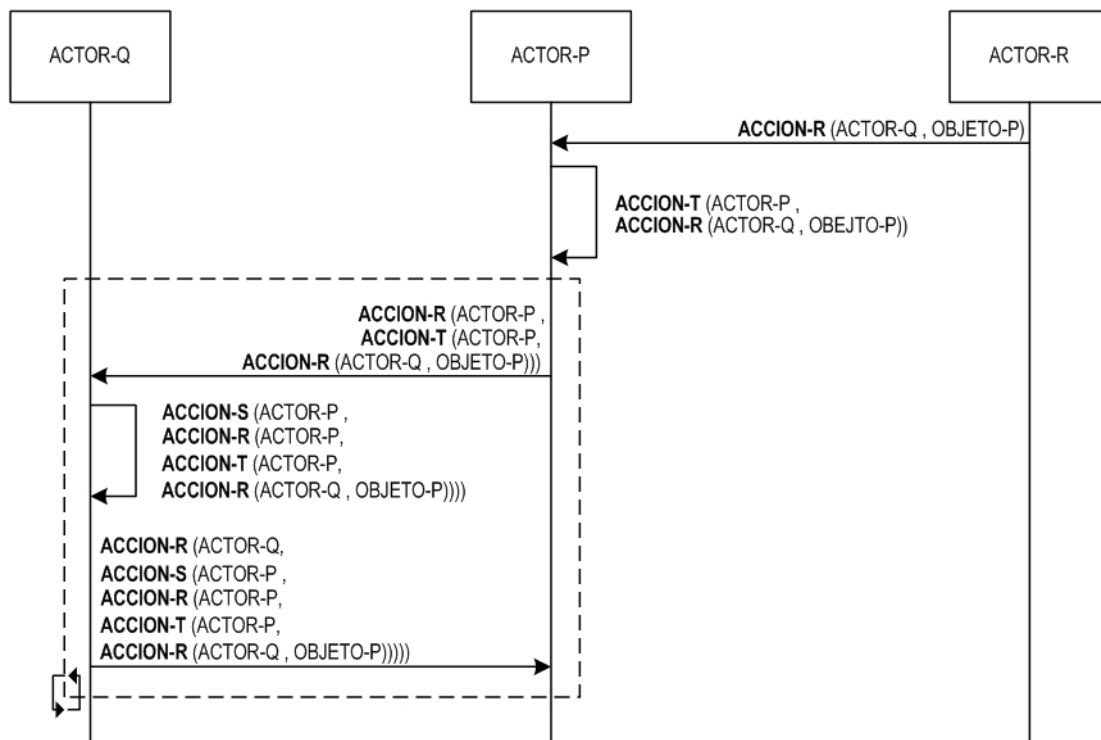 ACTOR-Q
ACTOR-P
ACTOR-R
ACCION-R (ACTOR-Q , OBJETO-P)
ACCION-T (ACTOR-P ,
ACCION-R (ACTOR-Q , OBEJTO-P))
ACCION-R (ACTOR-P ,
ACCION-T (ACTOR-P,
ACCION-R (ACTOR-Q , OBJETO-P)))
ACCION-S (ACTOR-P ,
ACCION-R (ACTOR-P,
ACCION-T (ACTOR-P,
ACCION-R (ACTOR-Q , OBJETO-P))))
ACCION-R (ACTOR-Q,
ACCION-S (ACTOR-P ,
ACCION-R (ACTOR-P,
ACCION-T (ACTOR-P,
ACCION-R (ACTOR-Q , OBJETO-P)))))